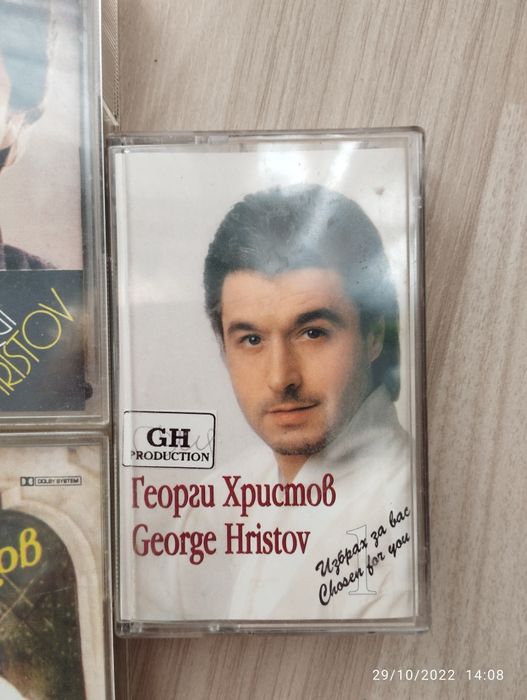 HRISTOV
DOLBY SYSTEM
ов
GH
PRODUCTION
Георги Христов
George Hristov
1
Избрах за вас
Chosen for you
29/10/2022 14:08